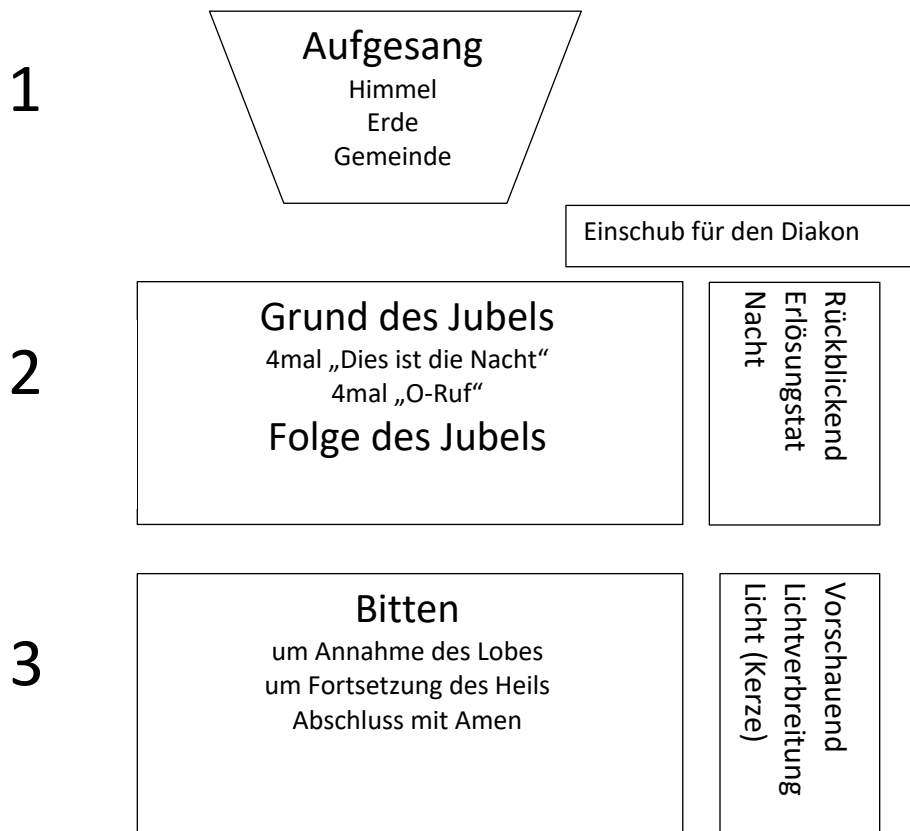 1
Aufgesang
Himmel
Erde
Gemeinde
Einschub für den Diakon
2
Grund des Jubels
4mal „Dies ist die Nacht“
4mal „O-Ruf“
Folge des Jubels
Rückblickend
Erlösungstat
Nacht
3
Bitten
um Annahme des Lobes
um Fortsetzung des Heils
Abschluss mit Amen
Vorschauend
Lichtverbreitung
Licht (Kerze)